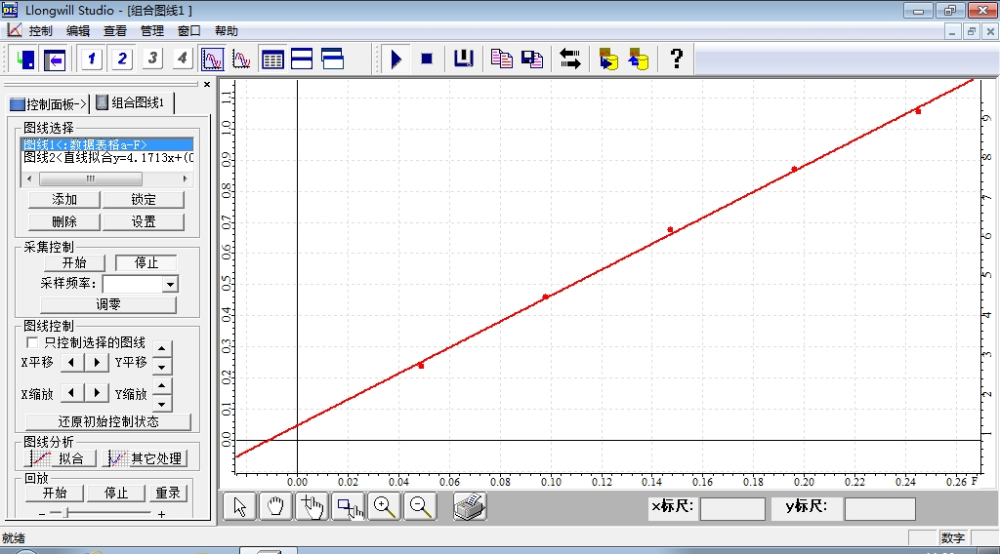 Llongwill Studio - [组合图线1 ]
控制 编辑 查看 管理 窗口 帮助
1 2 3 4 ?
控制面板-> 组合图线1
图线选择
图线1<:数据表格a-F>
图线2<直线拟合y=4.1713x+(0
添加 锁定
删除 设置
采集控制
开始 停止
采样频率:
调零
图线控制
只控制选择的图线
X平移 Y平移
X缩放 Y缩放
还原初始控制状态
图线分析
拟合 其它处理
回放
开始 停止 重录
- +
1.1
1.0
0.9
0.8
0.7
0.6
0.5
0.4
0.3
0.2
0.1
0.0
9
8
7
6
5
4
3
2
1
0.00 0.02 0.04 0.06 0.08 0.10 0.12 0.14 0.16 0.18 0.20 0.22 0.24 0.26 F
x标尺: y标尺:
就绪 数字